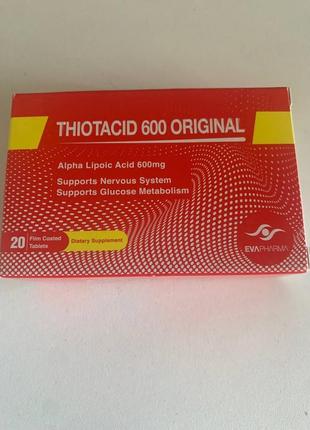 THIOTACID 600 ORIGINAL
Alpha Lipoic Acid 600mg
Supports Nervous System
Supports Glucose Metabolism
20 Film Coated
Tablets
Diatary Supplement
EVAPHARMA